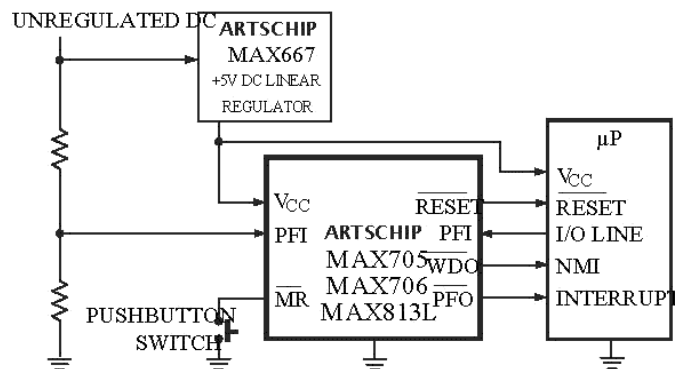 UNREGULATED DC
ARTSCHIP
MAX667
+5V DC LINEAR
REGULATOR
µP
VCC
RESET
I/O LINE
NMI
INTERRUPT
VCC
PFI
MR
RESET
PFI
WDO
PFO
ARTSCHIP
MAX705
MAX706
MAX813L
PUSHBUTTON
SWITCH